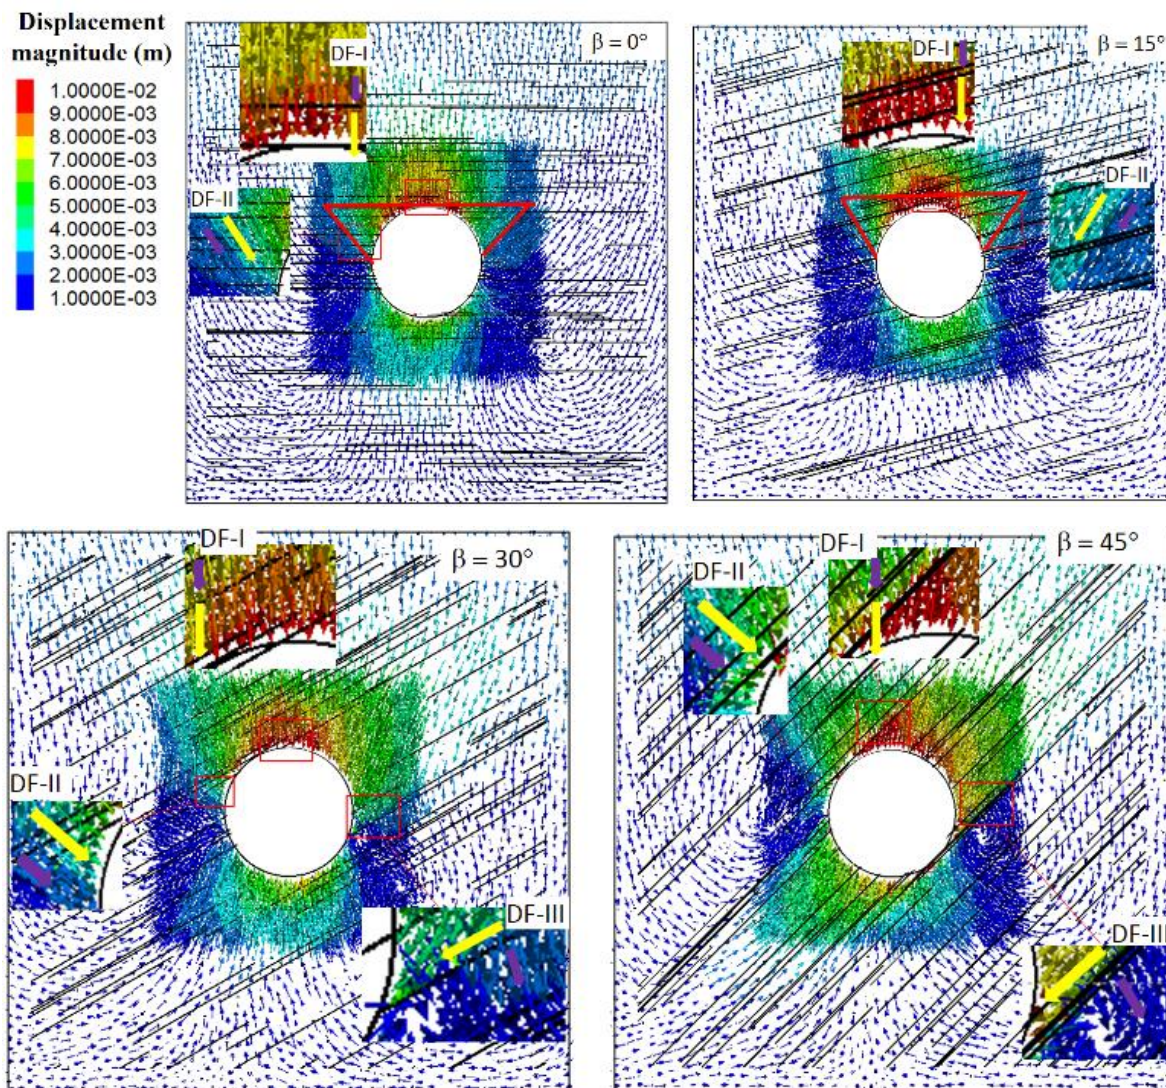 Displacement
magnitude (m)
1.0000E-02
9.0000E-03
8.0000E-03
7.0000E-03
6.0000E-03
5.0000E-03
4.0000E-03
3.0000E-03
2.0000E-03
1.0000E-03
DF-I
β = 0°
DF-II
DF-I
β = 15°
DF-II
DF-I
β = 30°
DF-II
DF-III
DF-I
β = 45°
DF-II
DF-III